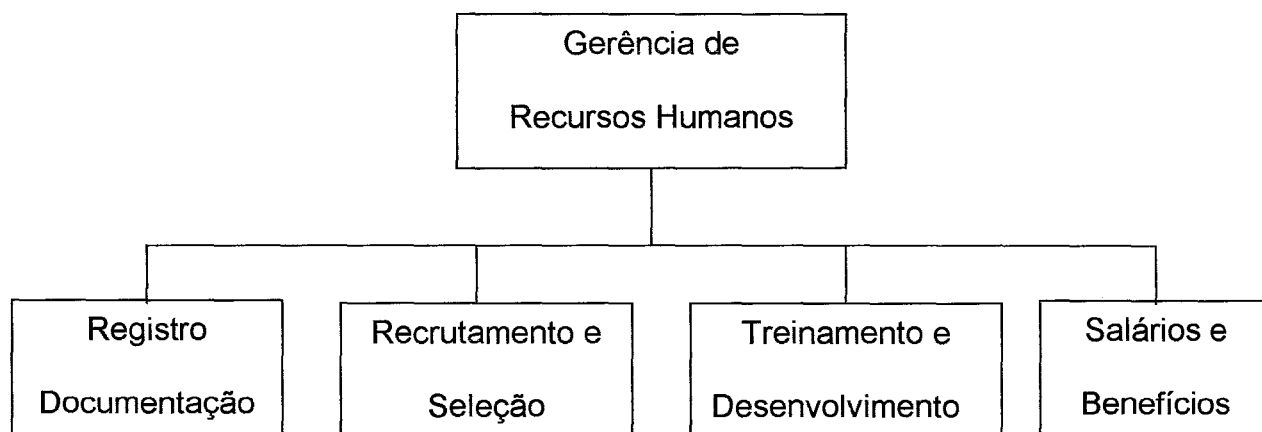 Gerência de
Recursos Humanos
Registro
Documentação
Recrutamento e
Seleção
Treinamento e
Desenvolvimento
Salários e
Benefícios